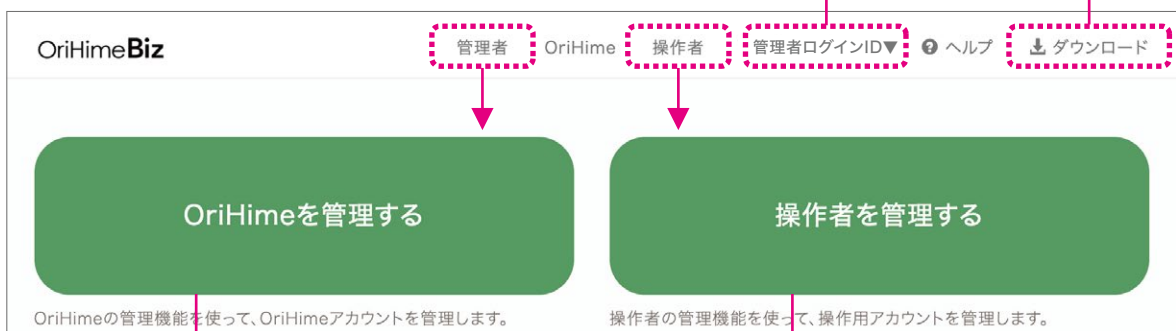 OriHimeBiz 管理者 OriHime 操作者 管理者ログインID▼ ヘルプ ダウンロード
OriHimeを管理する 操作者を管理する
OriHimeの管理機能を使って、OriHimeアカウントを管理します。 操作者の管理機能を使って、操作用アカウントを管理します。